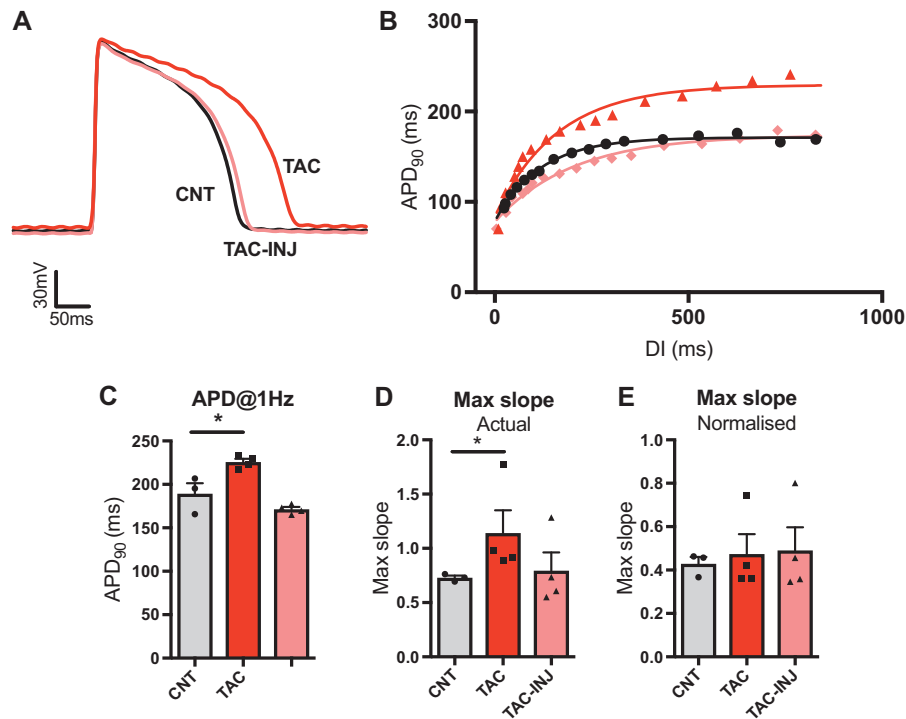 A
TAC
CNT
TAC-INJ
30mV
50ms
B
300
200
100
0
APD90 (ms)
0
500
1000
DI (ms)
C
APD@1Hz
*
250
200
150
100
50
0
APD90 (ms)
CNT
TAC
D
Max slope
Actual
*
2.0
1.5
1.0
0.5
0.0
Max slope
CNT
TAC
TAC-INJ
E
Max slope
Normalised
1.0
0.8
0.6
0.4
0.2
0.0
Max slope
CNT
TAC
TAC-INJ